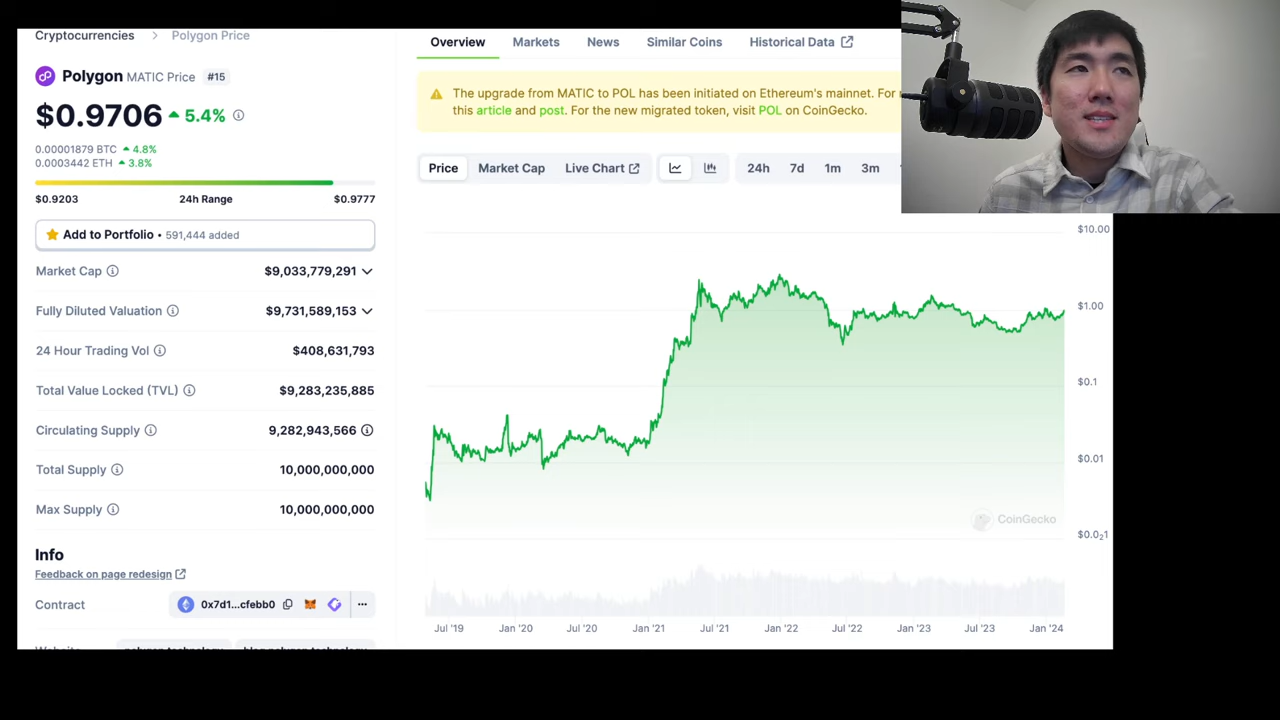 Cryptocurrencies > Polygon Price
Polygon MATIC Price #15
$0.9706 5.4%
0.00001879 BTC 4.8%
0.0003442 ETH 3.8%
$0.9203 24h Range $0.9777
Add to Portfolio • 591,444 added
Market Cap $9,033,779,291
Fully Diluted Valuation $9,731,589,153
24 Hour Trading Vol $408,631,793
Total Value Locked (TVL) $9,283,235,885
Circulating Supply 9,282,943,566
Total Supply 10,000,000,000
Max Supply 10,000,000,000
Info
Feedback on page redesign
Contract 0x7d1...cfebb0
Overview Markets News Similar Coins Historical Data
The upgrade from MATIC to POL has been initiated on Ethereum's mainnet. For
this article and post. For the new migrated token, visit POL on CoinGecko.
Price Market Cap Live Chart 24h 7d 1m 3m
$10.00
$1.00
$0.1
$0.01
$0.0₂1
CoinGecko
Jul '19 Jan '20 Jul '20 Jan '21 Jul '21 Jan '22 Jul '22 Jan '23 Jul '23 Jan '24